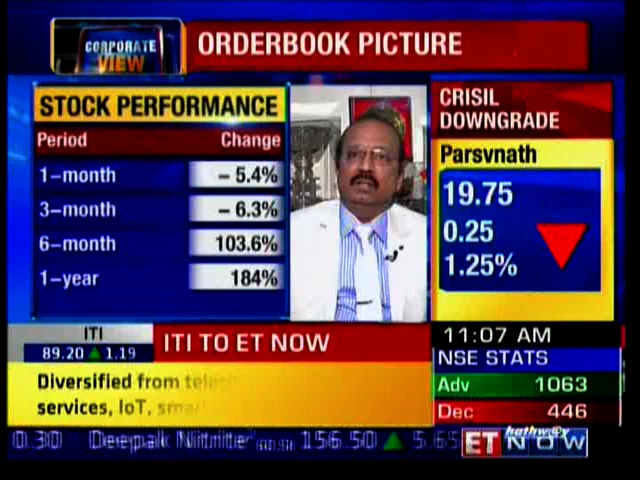 CORPORATE
VIEW
ORDERBOOK PICTURE
STOCK PERFORMANCE
Period Change
1-month - 5.4%
3-month - 6.3%
6-month 103.6%
1-year 184%
CRISIL
DOWNGRADE
Parsvnath
19.75
0.25
1.25%
ITI
89.20 1.19
ITI TO ET NOW
11:07 AM
NSE STATS
Adv 1063
Dec 446
Diversified from
services, IoT,
0.30 Deepak Nitrite 156.50 5.65
ET NOW
hathway